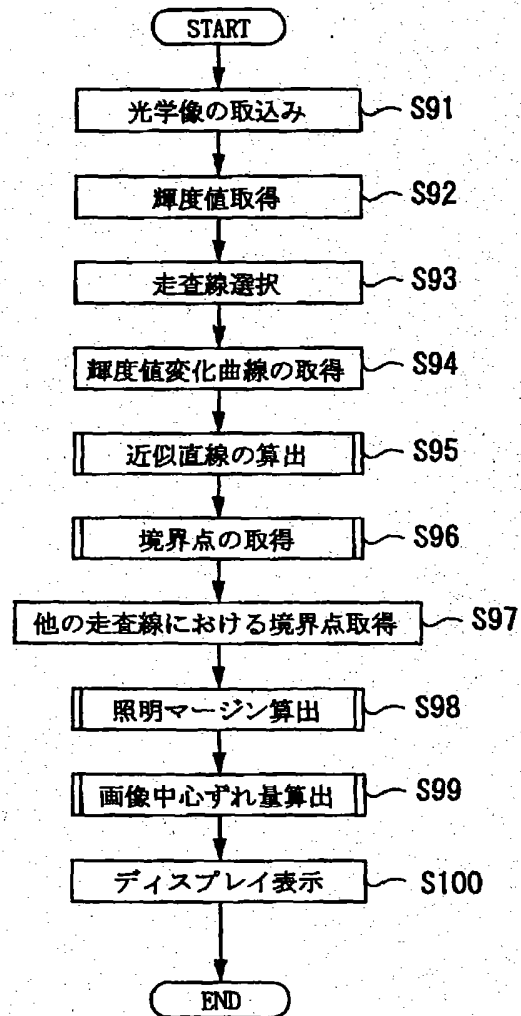 START
光学像の取込み S91
輝度値取得 S92
走査線選択 S93
輝度値変化曲線の取得 S94
近似直線の算出 S95
境界点の取得 S96
他の走査線における境界点取得 S97
照明マージン算出 S98
画像中心ずれ量算出 S99
ディスプレイ表示 S100
END